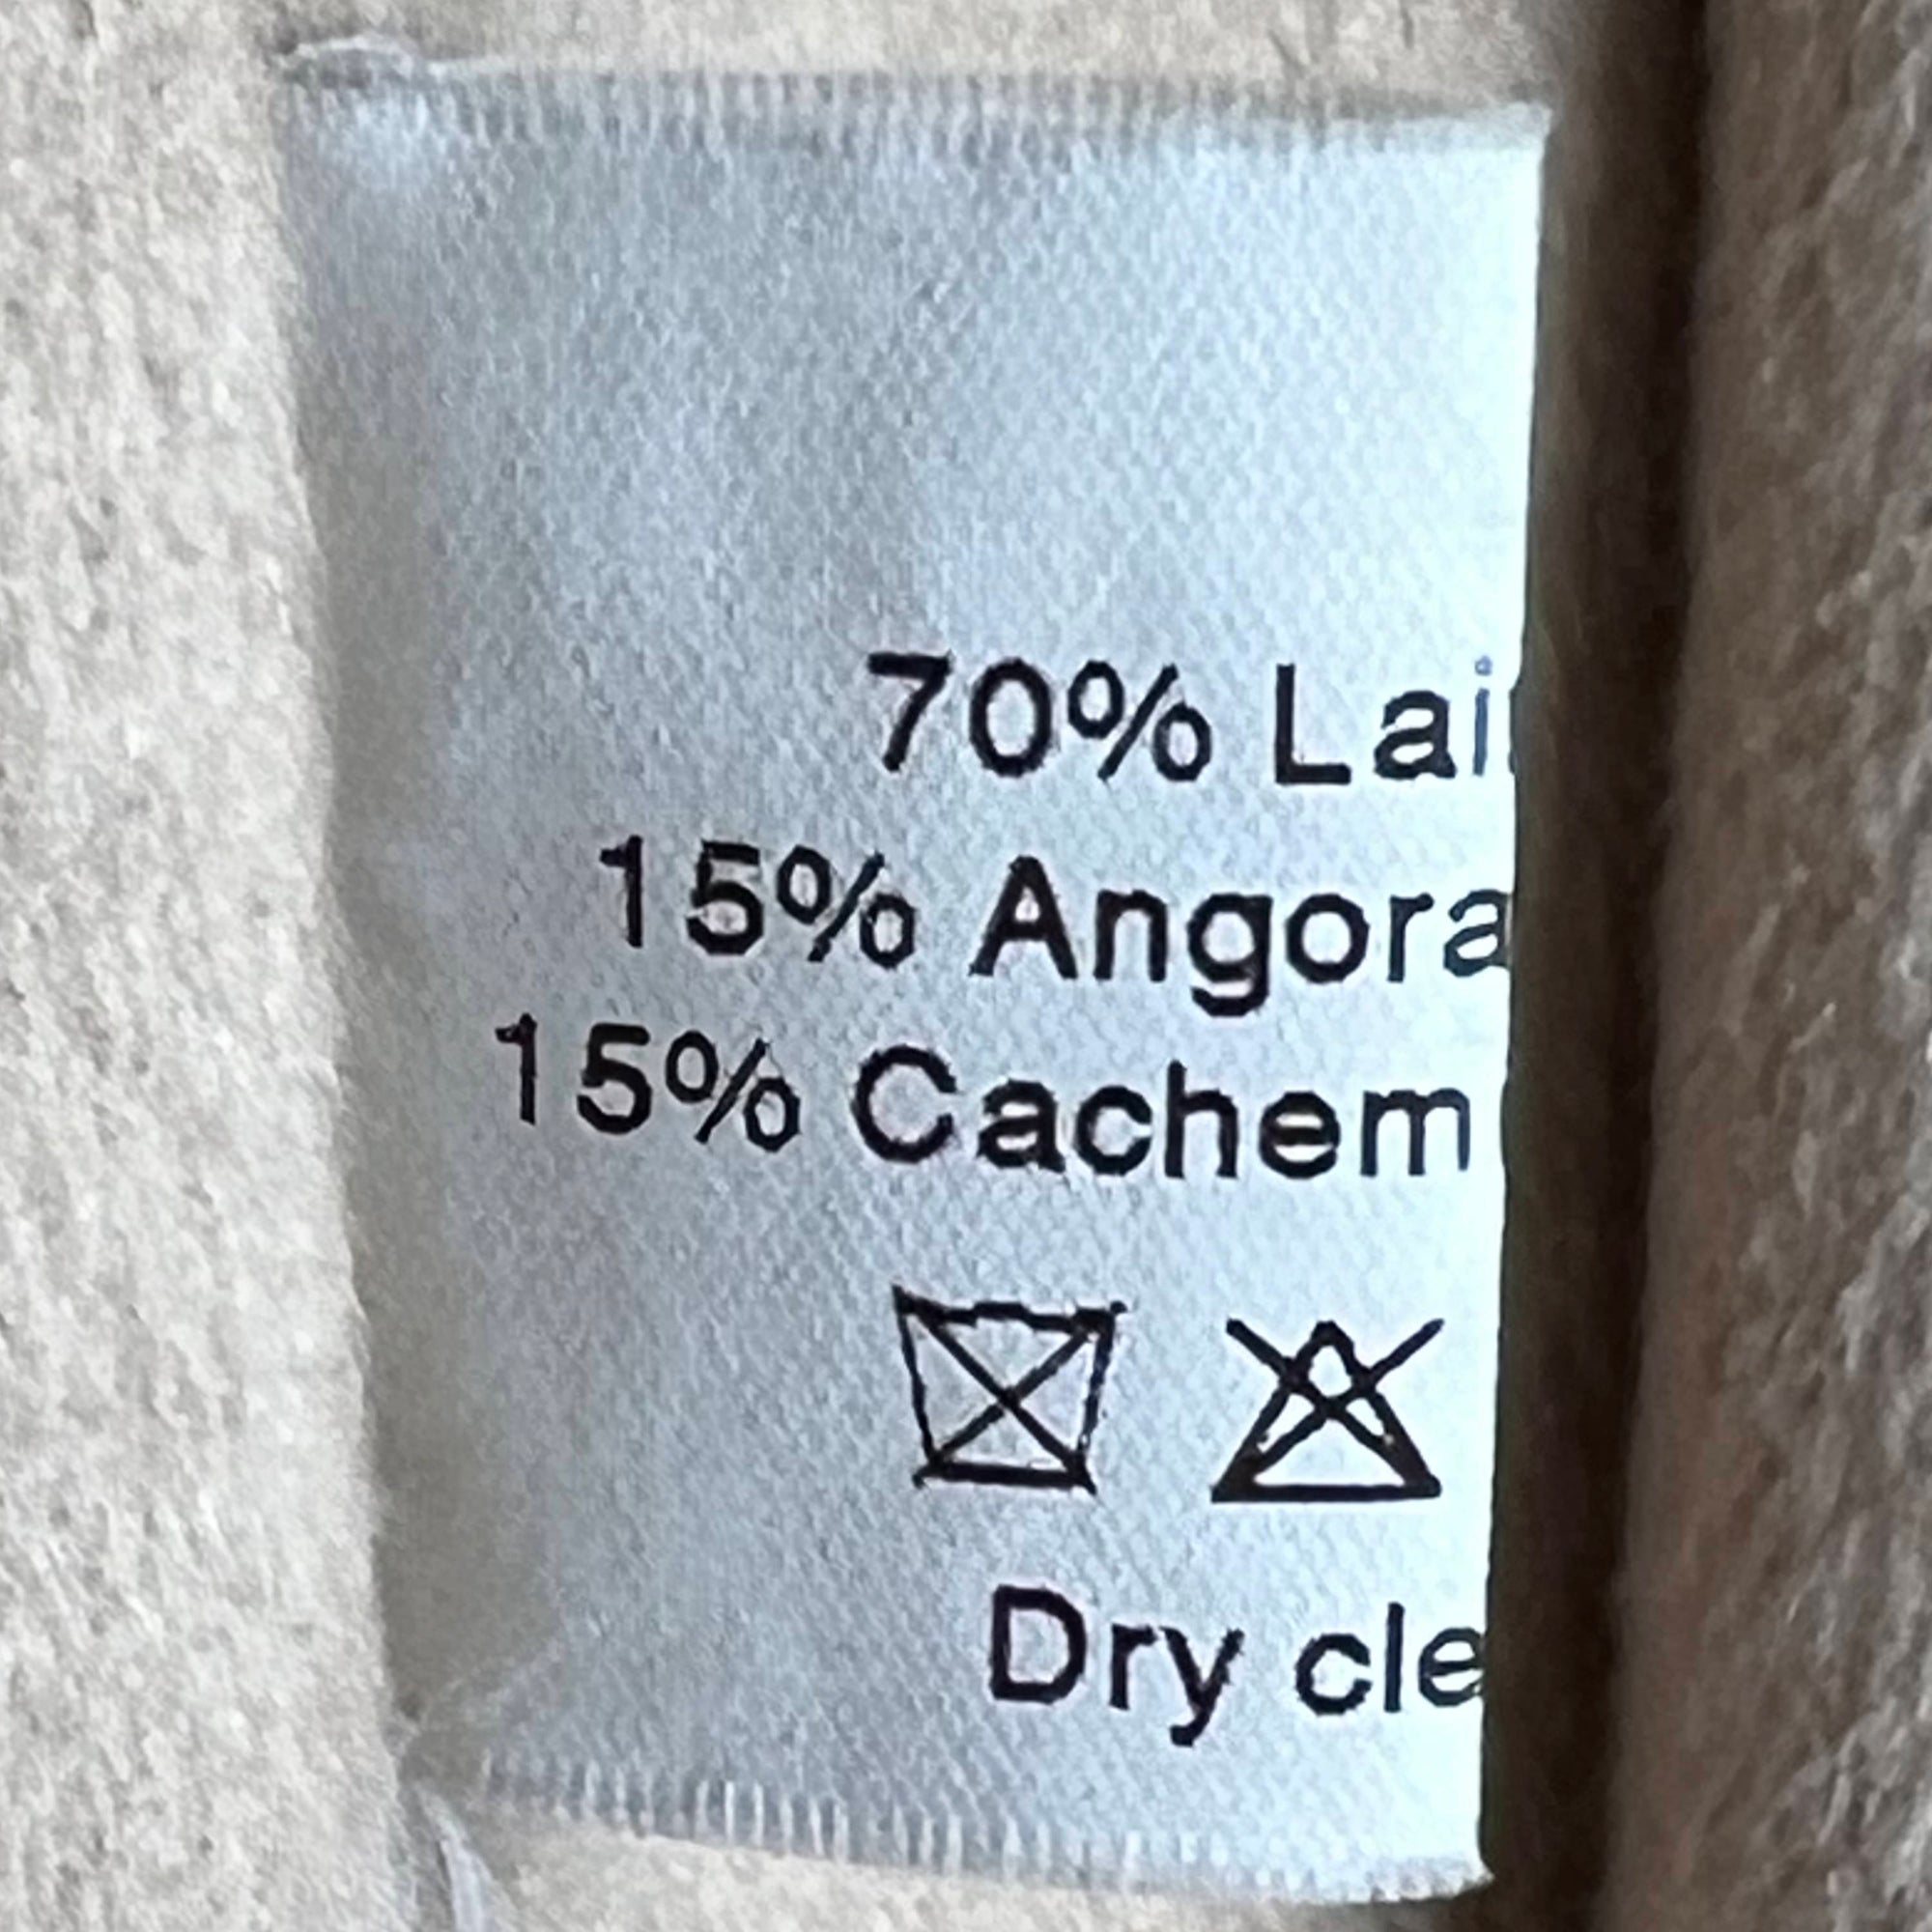 70% Lai
15% Angora
15% Cachem
Dry cle